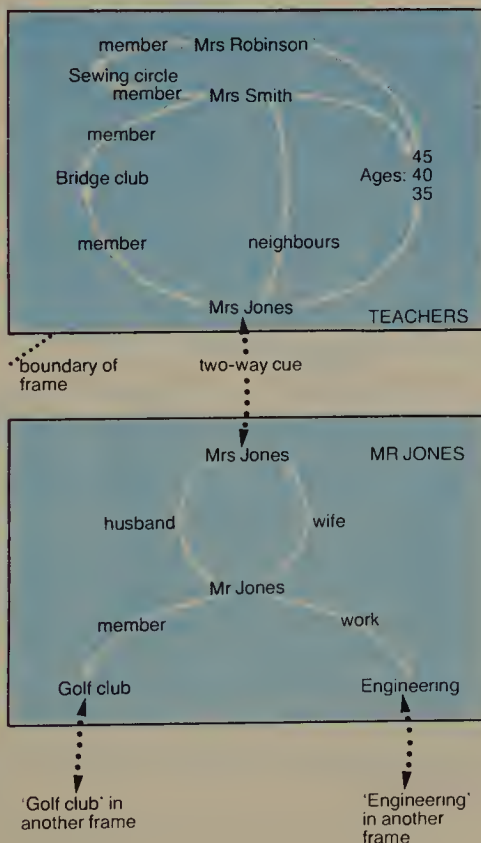 member Mrs Robinson
Sewing circle
member Mrs Smith
member
45
Bridge club Ages: 40
35
member neighbours
Mrs Jones
TEACHERS
boundary of two-way cue
frame
Mrs Jones MR JONES
husband wife
Mr Jones
member work
Golf club Engineering
'Golf club' in 'Engineering'
another frame in another
frame